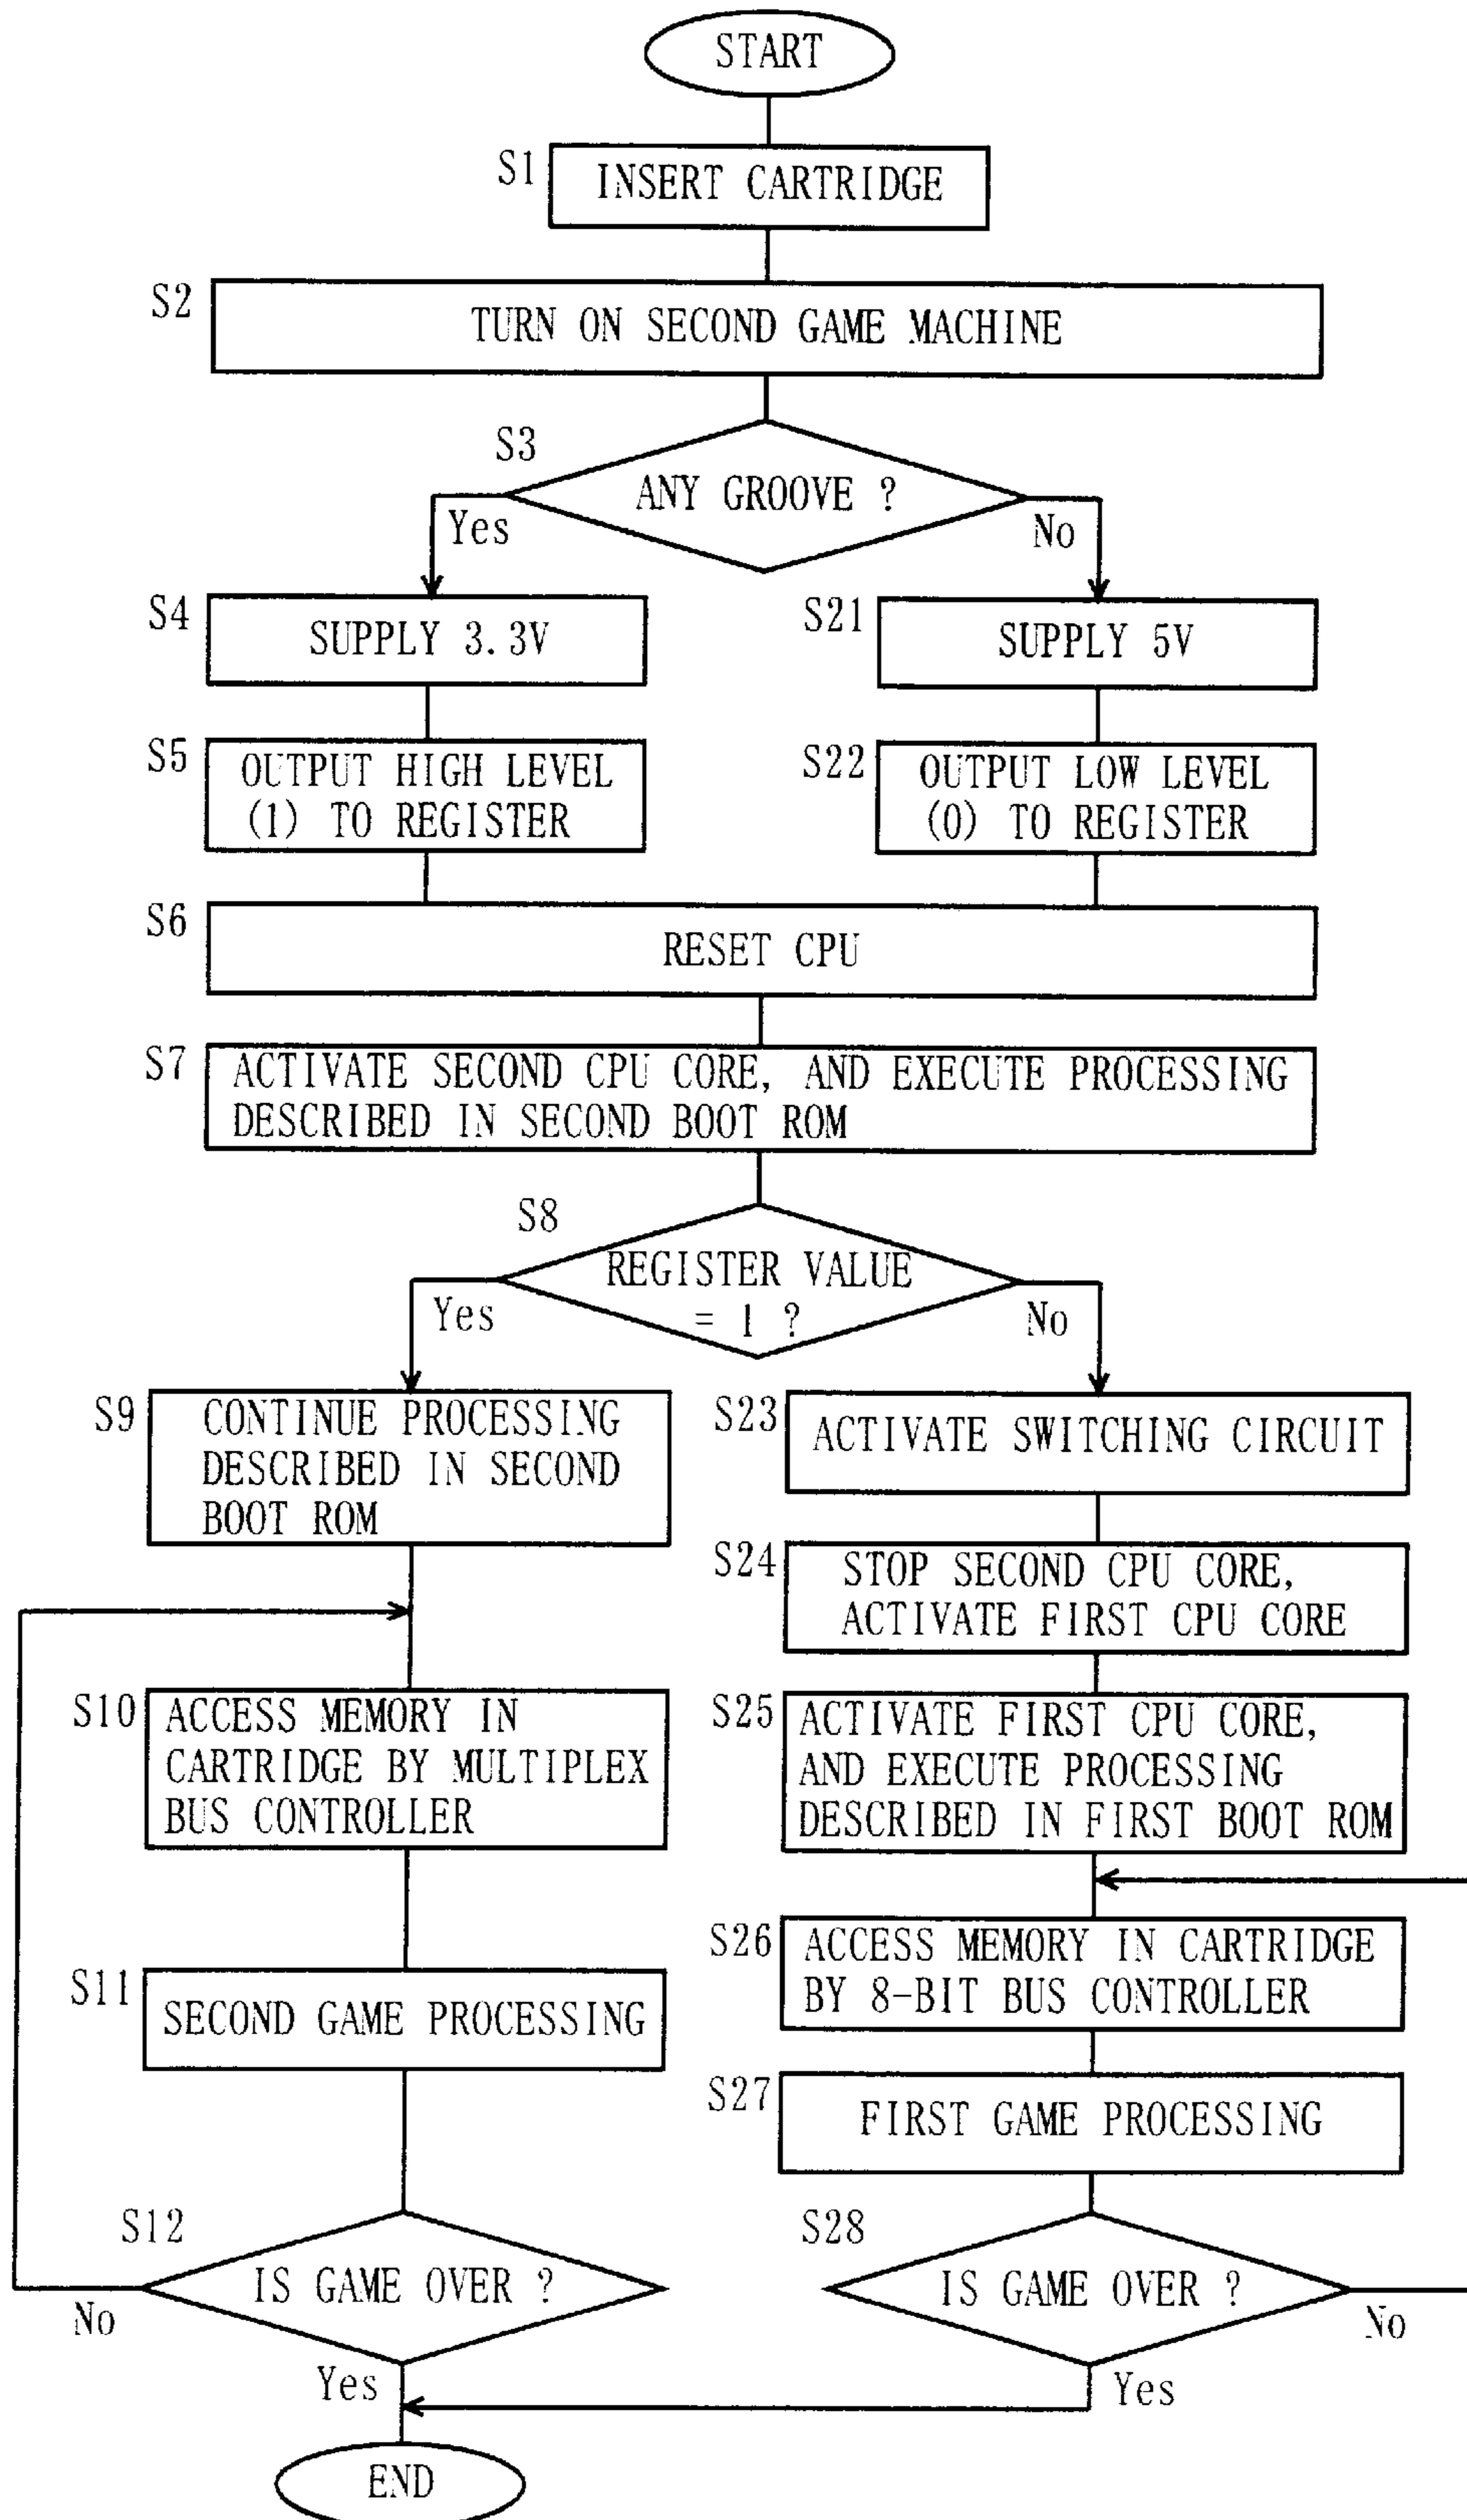 START
S1
INSERT CARTRIDGE
S2
TURN ON SECOND GAME MACHINE
S3
ANY GROOVE ?
Yes
No
S4
SUPPLY 3.3V
S21
SUPPLY 5V
S5
OUTPUT HIGH LEVEL
(1) TO REGISTER
S22
OUTPUT LOW LEVEL
(0) TO REGISTER
S6
RESET CPU
S7
ACTIVATE SECOND CPU CORE, AND EXECUTE PROCESSING
DESCRIBED IN SECOND BOOT ROM
S8
REGISTER VALUE
= 1 ?
Yes
No
S9
CONTINUE PROCESSING
DESCRIBED IN SECOND
BOOT ROM
S23
ACTIVATE SWITCHING CIRCUIT
S24
STOP SECOND CPU CORE,
ACTIVATE FIRST CPU CORE
S10
ACCESS MEMORY IN
CARTRIDGE BY MULTIPLEX
BUS CONTROLLER
S25
ACTIVATE FIRST CPU CORE,
AND EXECUTE PROCESSING
DESCRIBED IN FIRST BOOT ROM
S26
ACCESS MEMORY IN CARTRIDGE
BY 8-BIT BUS CONTROLLER
S11
SECOND GAME PROCESSING
S27
FIRST GAME PROCESSING
S12
IS GAME OVER ?
No
Yes
S28
IS GAME OVER ?
No
Yes
END